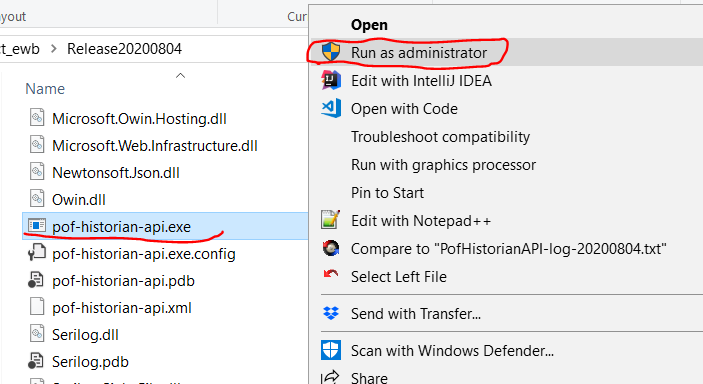 ayout
Cur
ct_ewb > Release20200804
Name
Microsoft.Owin.Hosting.dll
Microsoft.Web.Infrastructure.dll
Newtonsoft.Json.dll
Owin.dll
pof-historian-api.exe
pof-historian-api.exe.config
pof-historian-api.pdb
pof-historian-api.xml
Serilog.dll
Serilog.pdb
Open
Run as administrator
Edit with IntelliJ IDEA
Open with Code
Troubleshoot compatibility
Run with graphics processor
Pin to Start
Edit with Notepad++
Compare to "PofHistorianAPI-log-20200804.txt"
Select Left File
Send with Transfer...
Scan with Windows Defender...
Share